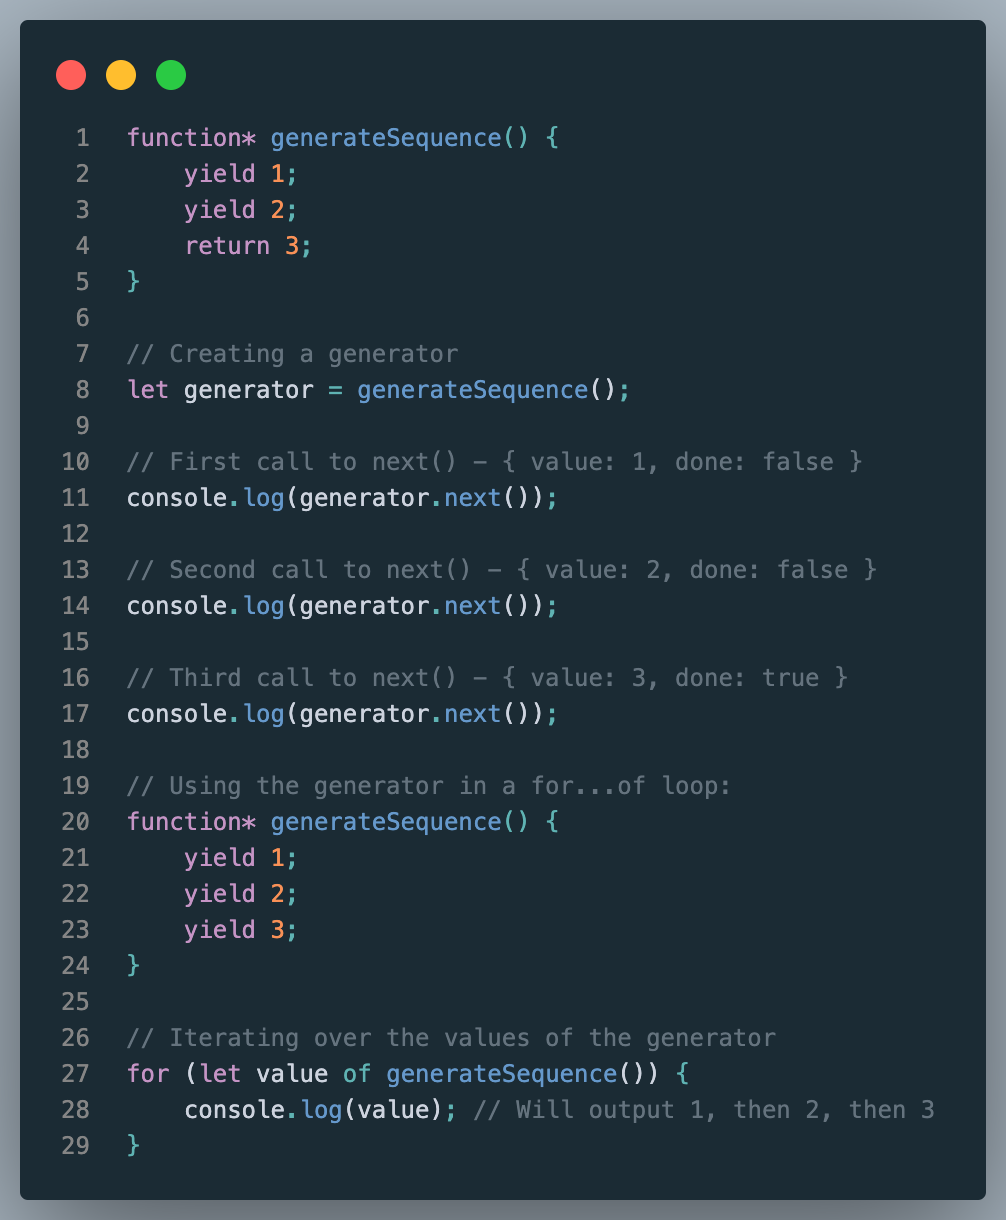 1 function* generateSequence() {
2     yield 1;
3     yield 2;
4     return 3;
5 }
6
7 // Creating a generator
8 let generator = generateSequence();
9
10 // First call to next() - { value: 1, done: false }
11 console.log(generator.next());
12
13 // Second call to next() - { value: 2, done: false }
14 console.log(generator.next());
15
16 // Third call to next() - { value: 3, done: true }
17 console.log(generator.next());
18
19 // Using the generator in a for...of loop:
20 function* generateSequence() {
21     yield 1;
22     yield 2;
23     yield 3;
24 }
25
26 // Iterating over the values of the generator
27 for (let value of generateSequence()) {
28     console.log(value); // Will output 1, then 2, then 3
29 }